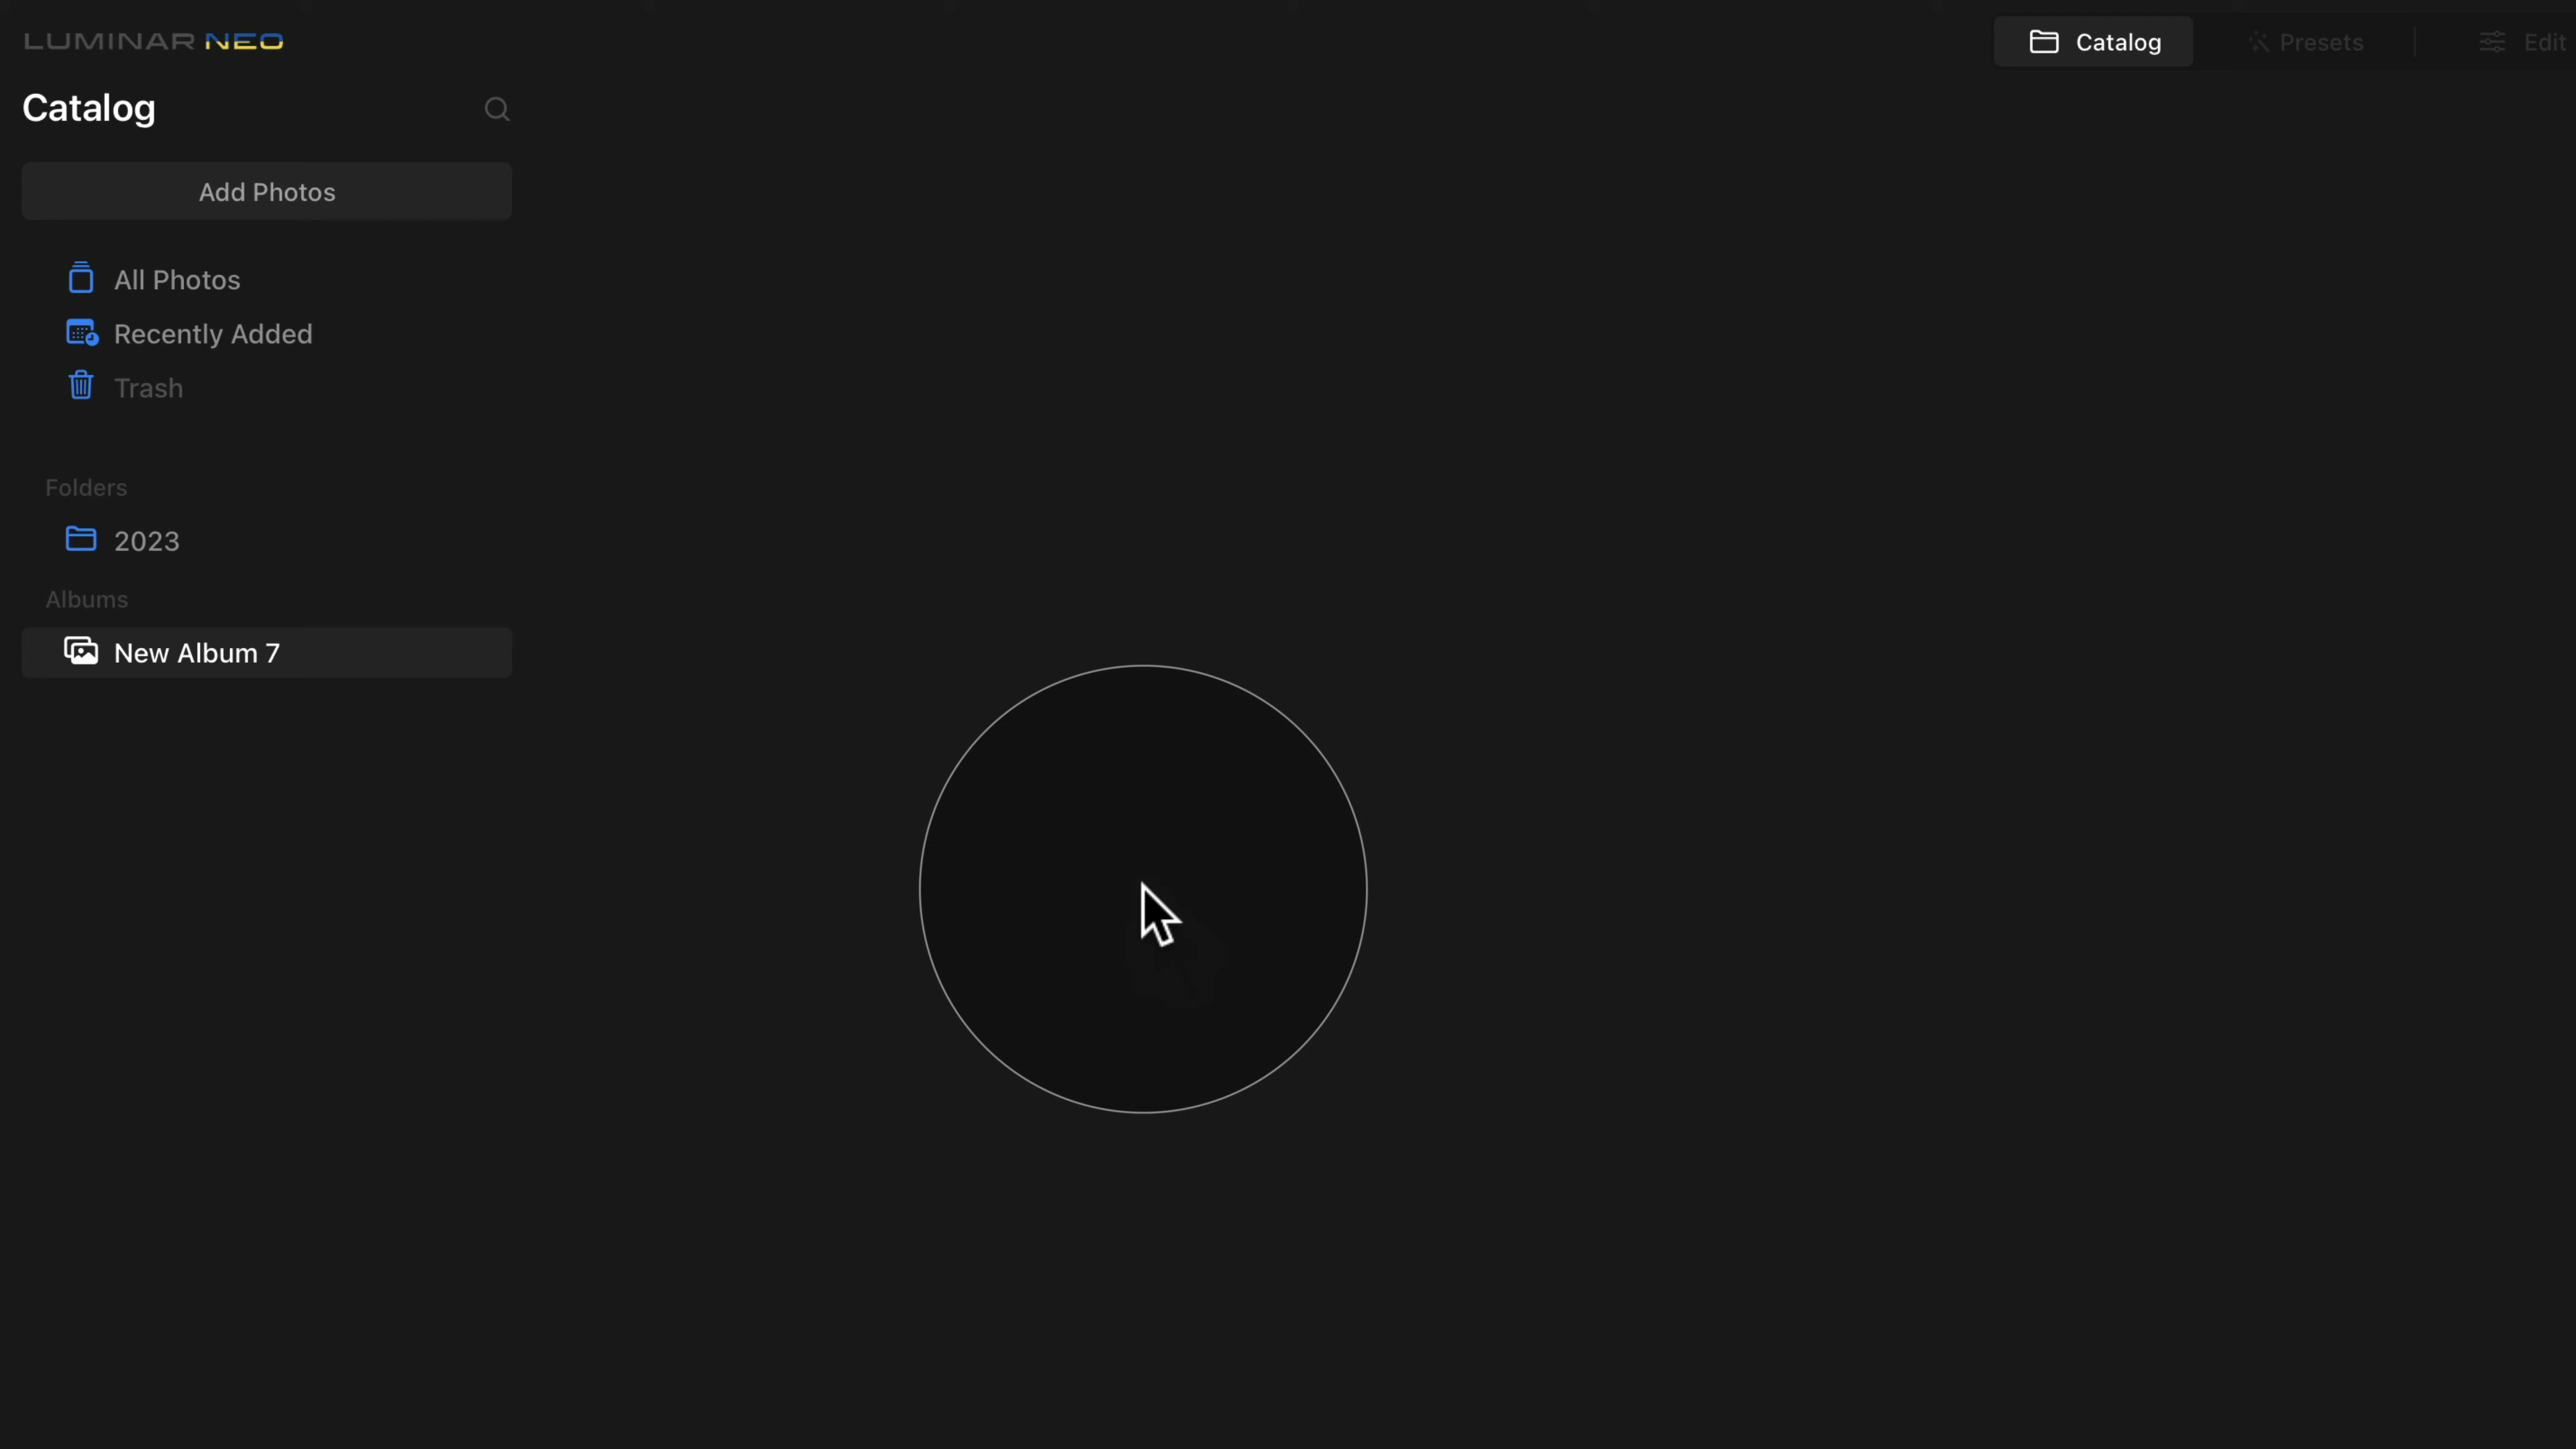 LUMINAR NEO
Catalog
Presets
Edit
Catalog
Add Photos
All Photos
Recently Added
Trash
Folders
2023
Albums
New Album 7